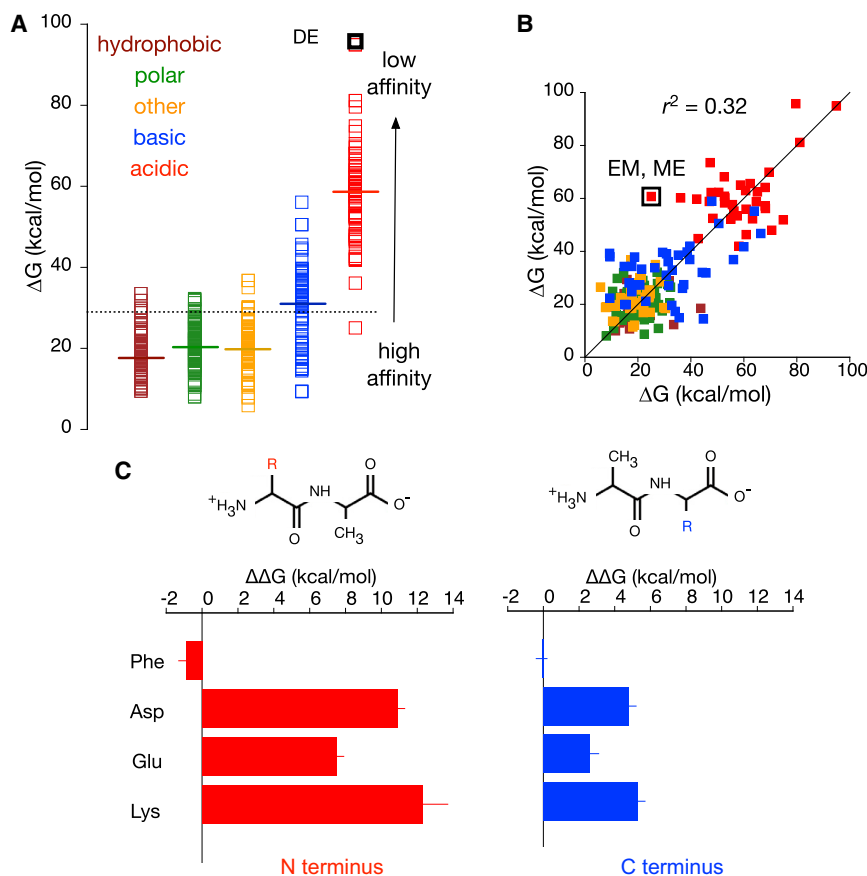 A
100
80
60
40
20
0
ΔG (kcal/mol)
hydrophobic
polar
other
basic
acidic
DE
low
affinity
high
affinity
B
100
80
60
40
20
0
ΔG (kcal/mol)
r² = 0.32
EM, ME
0 20 40 60 80 100
ΔG (kcal/mol)
C
R
⁺H₃N
O
NH
CH₃
O
O⁻
CH₃
⁺H₃N
O
NH
R
O
O⁻
ΔΔG (kcal/mol)
-2 0 2 4 6 8 10 12 14
Phe
Asp
Glu
Lys
N terminus
ΔΔG (kcal/mol)
-2 0 2 4 6 8 10 12 14
C terminus